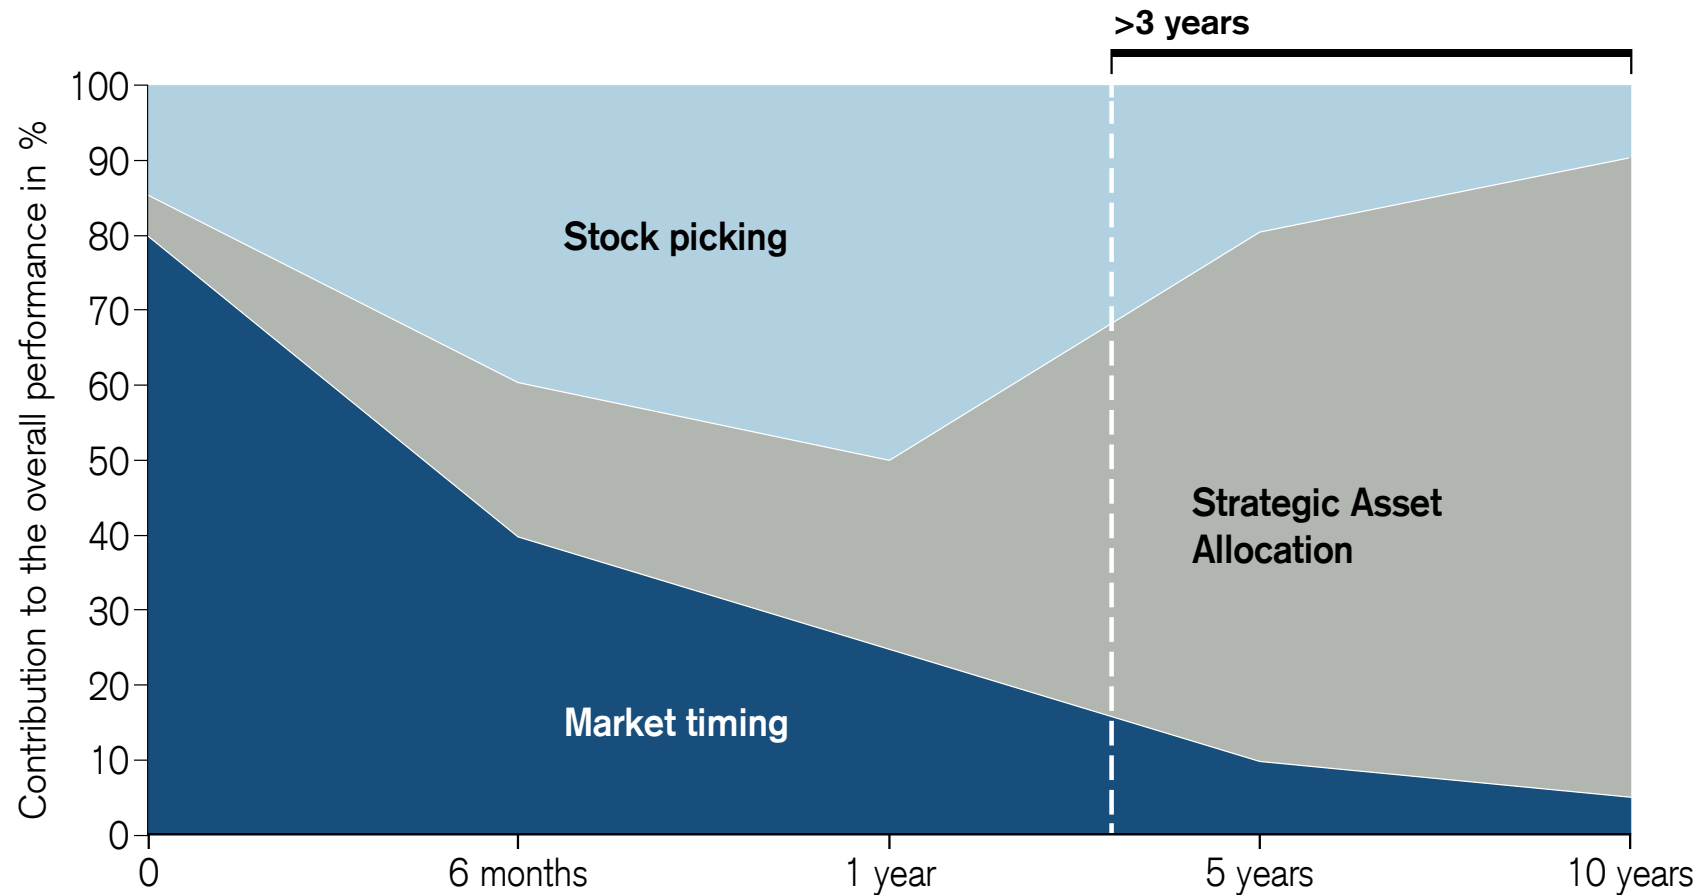 >3 years
Contribution to the overall performance in %
100
90
80
70
60
50
40
30
20
10
0
Stock picking
Strategic Asset
Allocation
Market timing
0
6 months
1 year
5 years
10 years